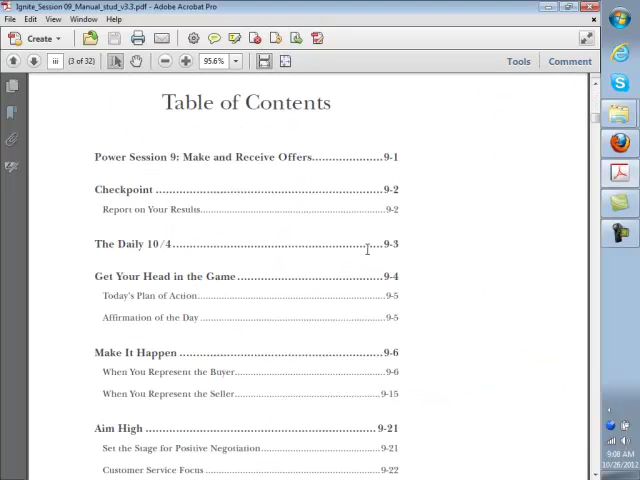 Ignite_Session 09_Manual_stud_v3.3.pdf - Adobe Acrobat Pro
File Edit View Window Help
Create
iii (3 of 32) 95.6% Tools Comment
Table of Contents
Power Session 9: Make and Receive Offers....................9-1
Checkpoint ...............................................................9-2
Report on Your Results..............................................................9-2
The Daily 10/4...........................................................9-3
Get Your Head in the Game ........................................9-4
Today's Plan of Action...............................................................9-5
Affirmation of the Day ..............................................................9-5
Make It Happen .........................................................9-6
When You Represent the Buyer...................................................9-6
When You Represent the Seller.................................................9-15
Aim High .................................................................9-21
Set the Stage for Positive Negotiation.........................................9-21
Customer Service Focus ...........................................................9-22
9:08 AM
10/26/2012